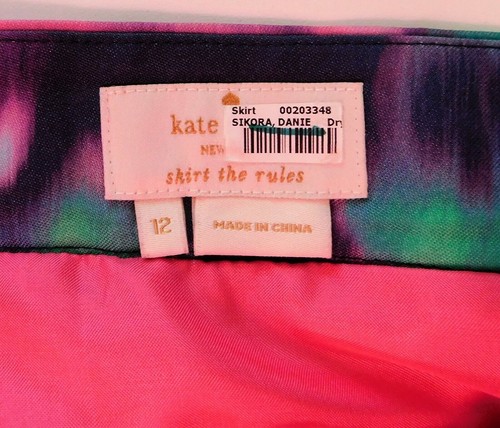 kate
NEW
skirt the rules
Skirt 00203348
SIKORA, DANIE Dry
12
MADE IN CHINA